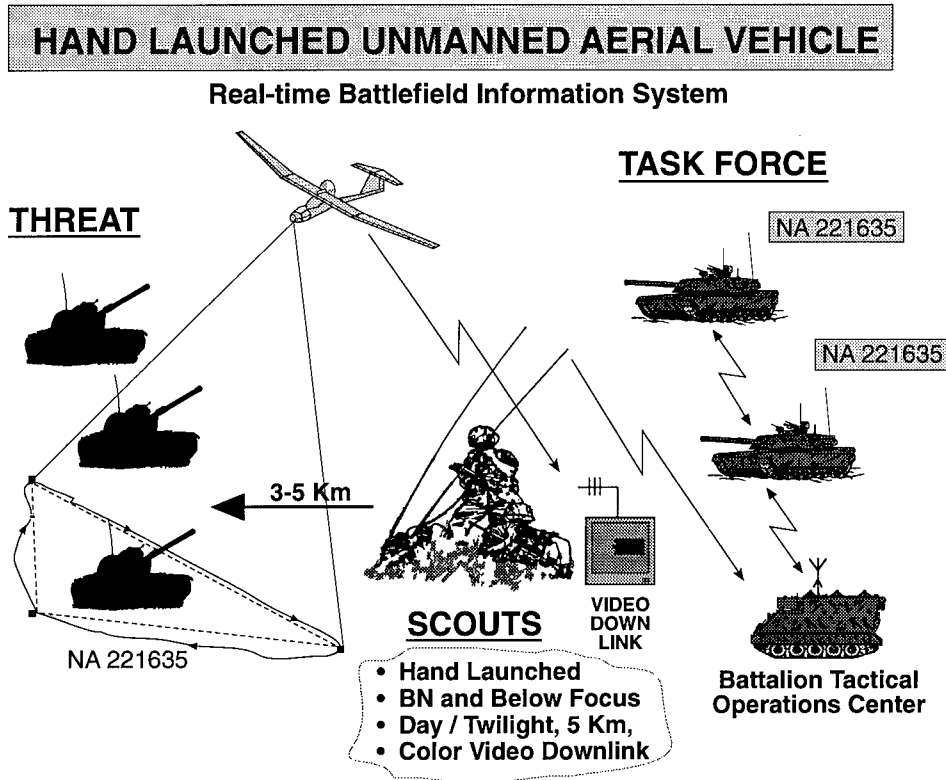 HAND LAUNCHED UNMANNED AERIAL VEHICLE
Real-time Battlefield Information System
TASK FORCE
THREAT
NA 221635
NA 221635
3-5 Km
VIDEO
DOWN
LINK
SCOUTS
NA 221635
• Hand Launched
• BN and Below Focus
• Day / Twilight, 5 Km,
• Color Video Downlink
Battalion Tactical
Operations Center